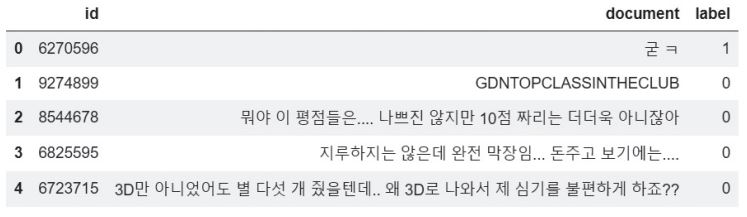 id document label
0 6270596 굳 ㅋ 1
1 9274899 GDNTOPCLASSINTHECLUB 0
2 8544678 뭐야 이 평점들은.... 나쁘진 않지만 10점 짜리는 더더욱 아니잖아 0
3 6825595 지루하지는 않은데 완전 막장임... 돈주고 보기에는.... 0
4 6723715 3D만 아니었어도 별 다섯 개 줬을텐데.. 왜 3D로 나와서 제 심기를 불편하게 하죠?? 0